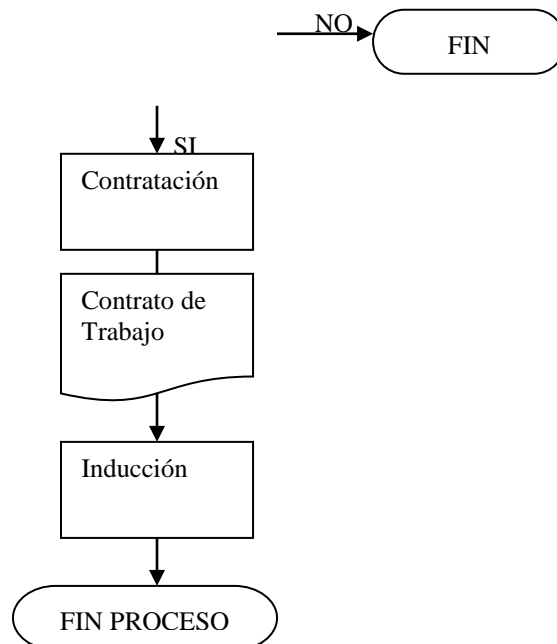 NO
FIN
SI
Contratación
Contrato de
Trabajo
Inducción
FIN PROCESO